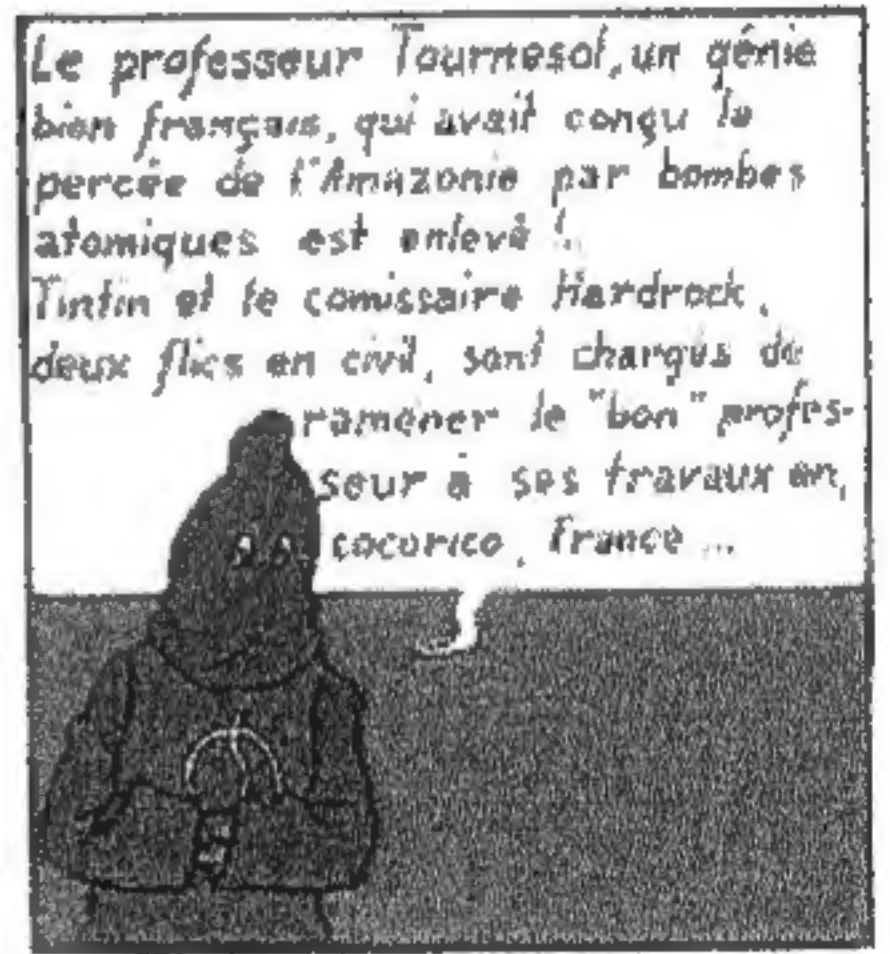 Le professeur Tournesol, un génie
bien français, qui avait conçu la
percée de l'Amazonie par bombes
atomiques est enlevé !..
Tintin et le comissaire Hardrock,
deux flics en civil, sont chargés de
ramener le "bon" profes-
seur à ses travaux en,
cocorico, France ...